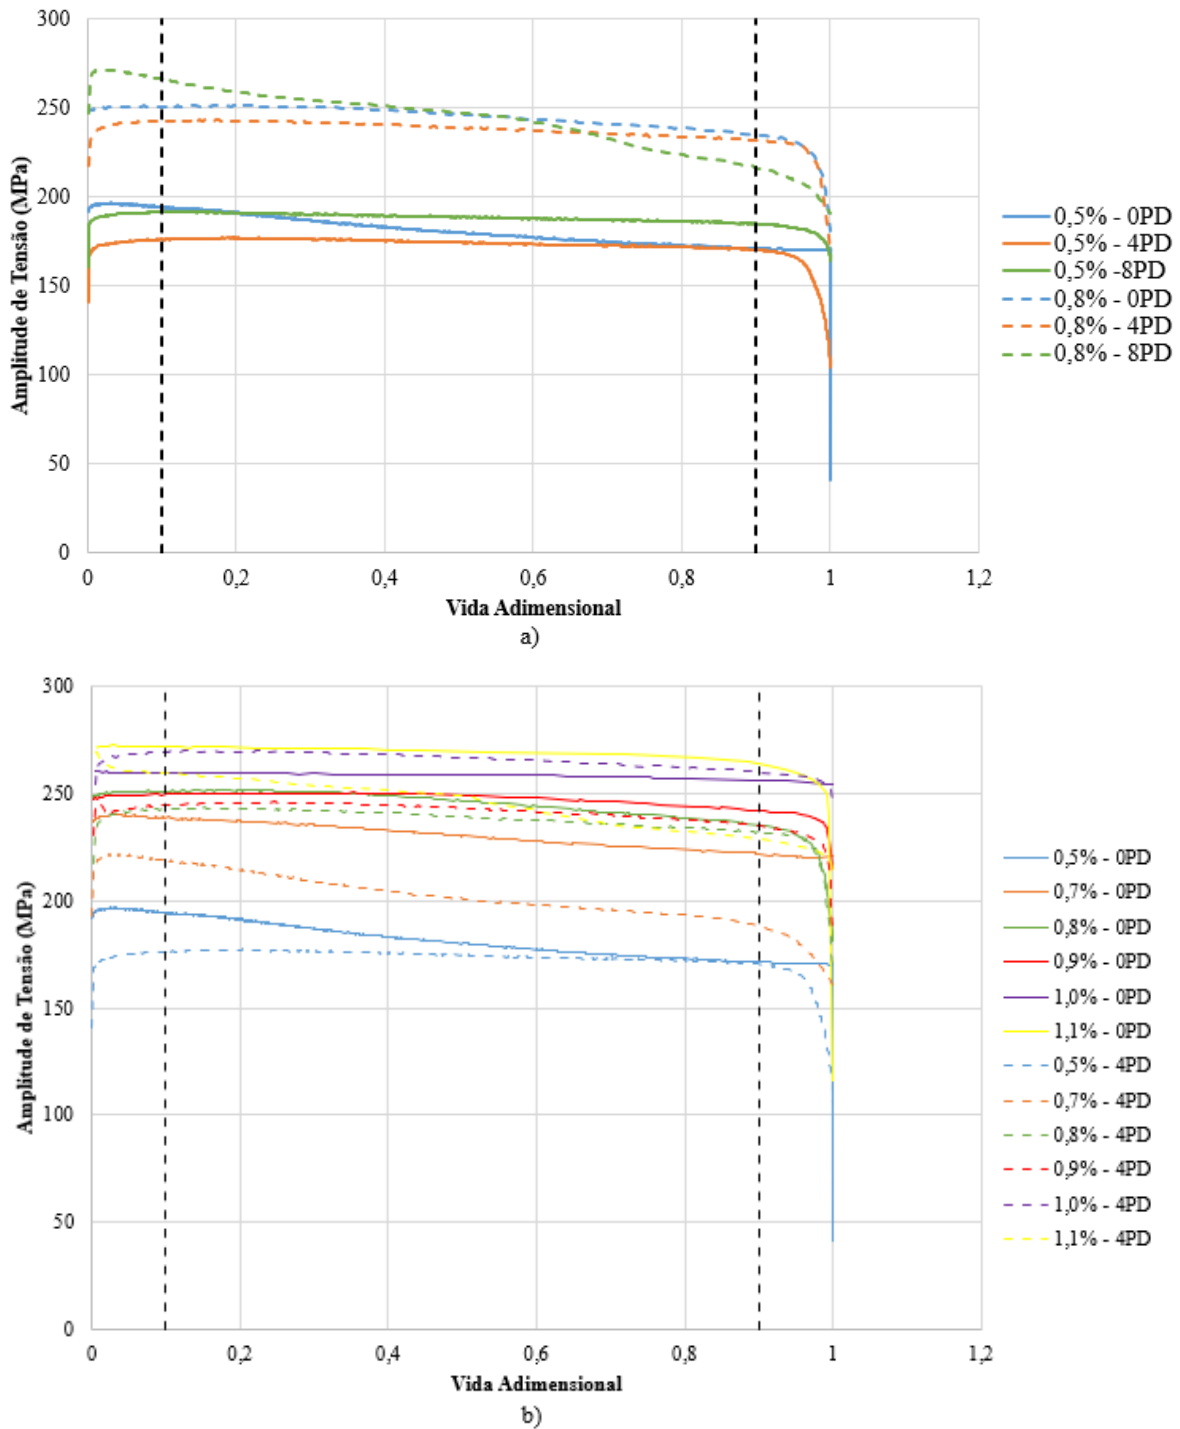 300
250
200
150
100
50
0
Amplitude de Tensão (MPa)
0
0,2
0,4
0,6
0,8
1
1,2
Vida Adimensional
0,5% - 0PD
0,5% - 4PD
0,5% -8PD
0,8% - 0PD
0,8% - 4PD
0,8% - 8PD
a)
300
250
200
150
100
50
0
Amplitude de Tensão (MPa)
0
0,2
0,4
0,6
0,8
1
1,2
Vida Adimensional
0,5% - 0PD
0,7% - 0PD
0,8% - 0PD
0,9% - 0PD
1,0% - 0PD
1,1% - 0PD
0,5% - 4PD
0,7% - 4PD
0,8% - 4PD
0,9% - 4PD
1,0% - 4PD
1,1% - 4PD
b)